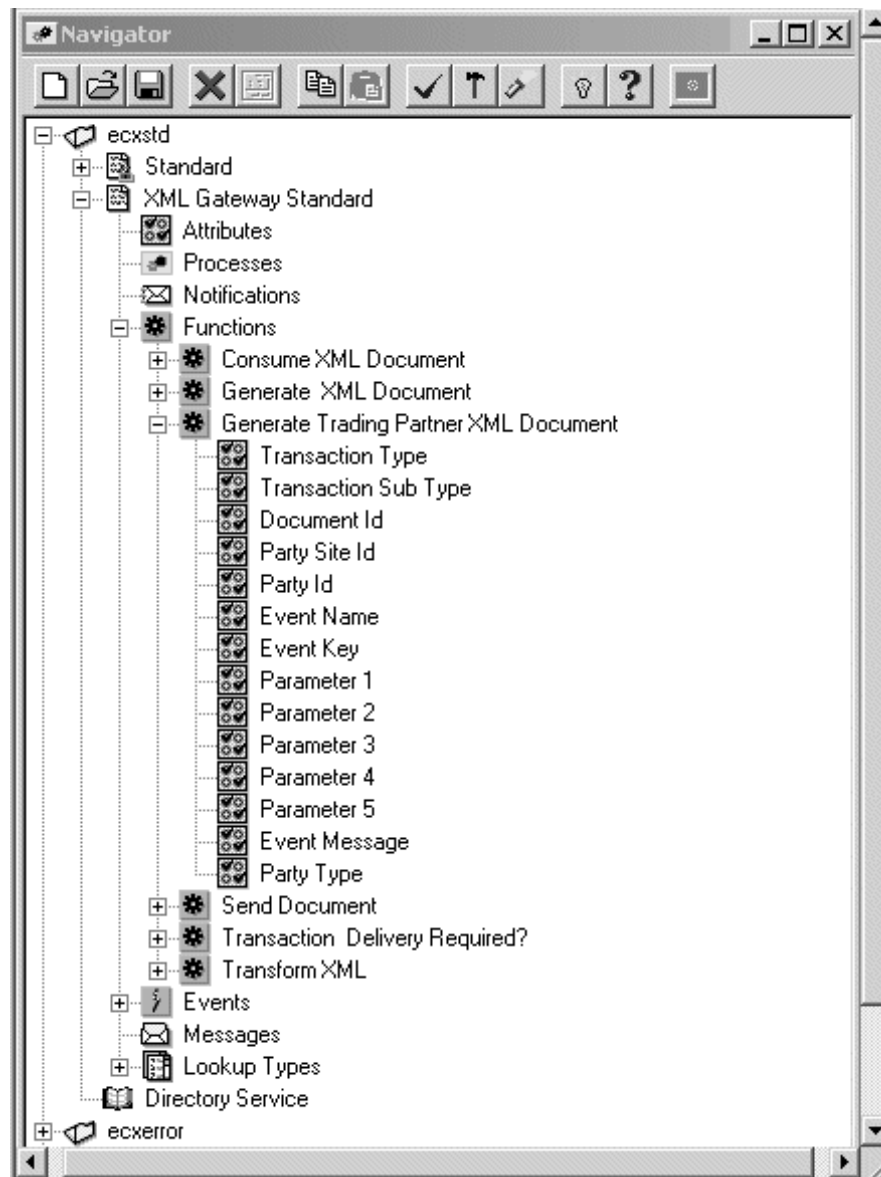 Navigator
ecxstd
Standard
XML Gateway Standard
Attributes
Processes
Notifications
Functions
Consume XML Document
Generate XML Document
Generate Trading Partner XML Document
Transaction Type
Transaction Sub Type
Document Id
Party Site Id
Party Id
Event Name
Event Key
Parameter 1
Parameter 2
Parameter 3
Parameter 4
Parameter 5
Event Message
Party Type
Send Document
Transaction Delivery Required?
Transform XML
Events
Messages
Lookup Types
Directory Service
ecxerror